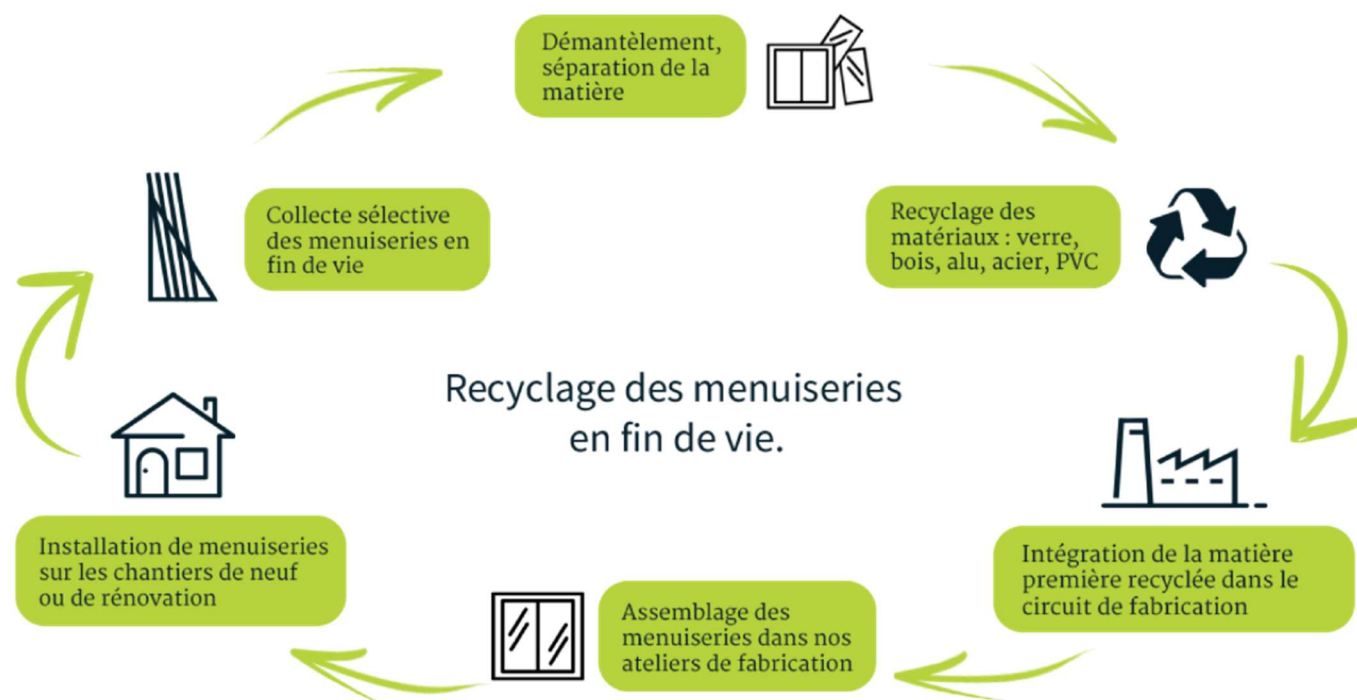 Démantèlement,
séparation de la
matière
Collecte sélective
des menuiseries en
fin de vie
Recyclage des
matériaux : verre,
bois, alu, acier, PVC
Recyclage des menuiseries
en fin de vie.
Installation de menuiseries
sur les chantiers de neuf
ou de rénovation
Assemblage des
menuiseries dans nos
ateliers de fabrication
Intégration de la matière
première recyclée dans le
circuit de fabrication